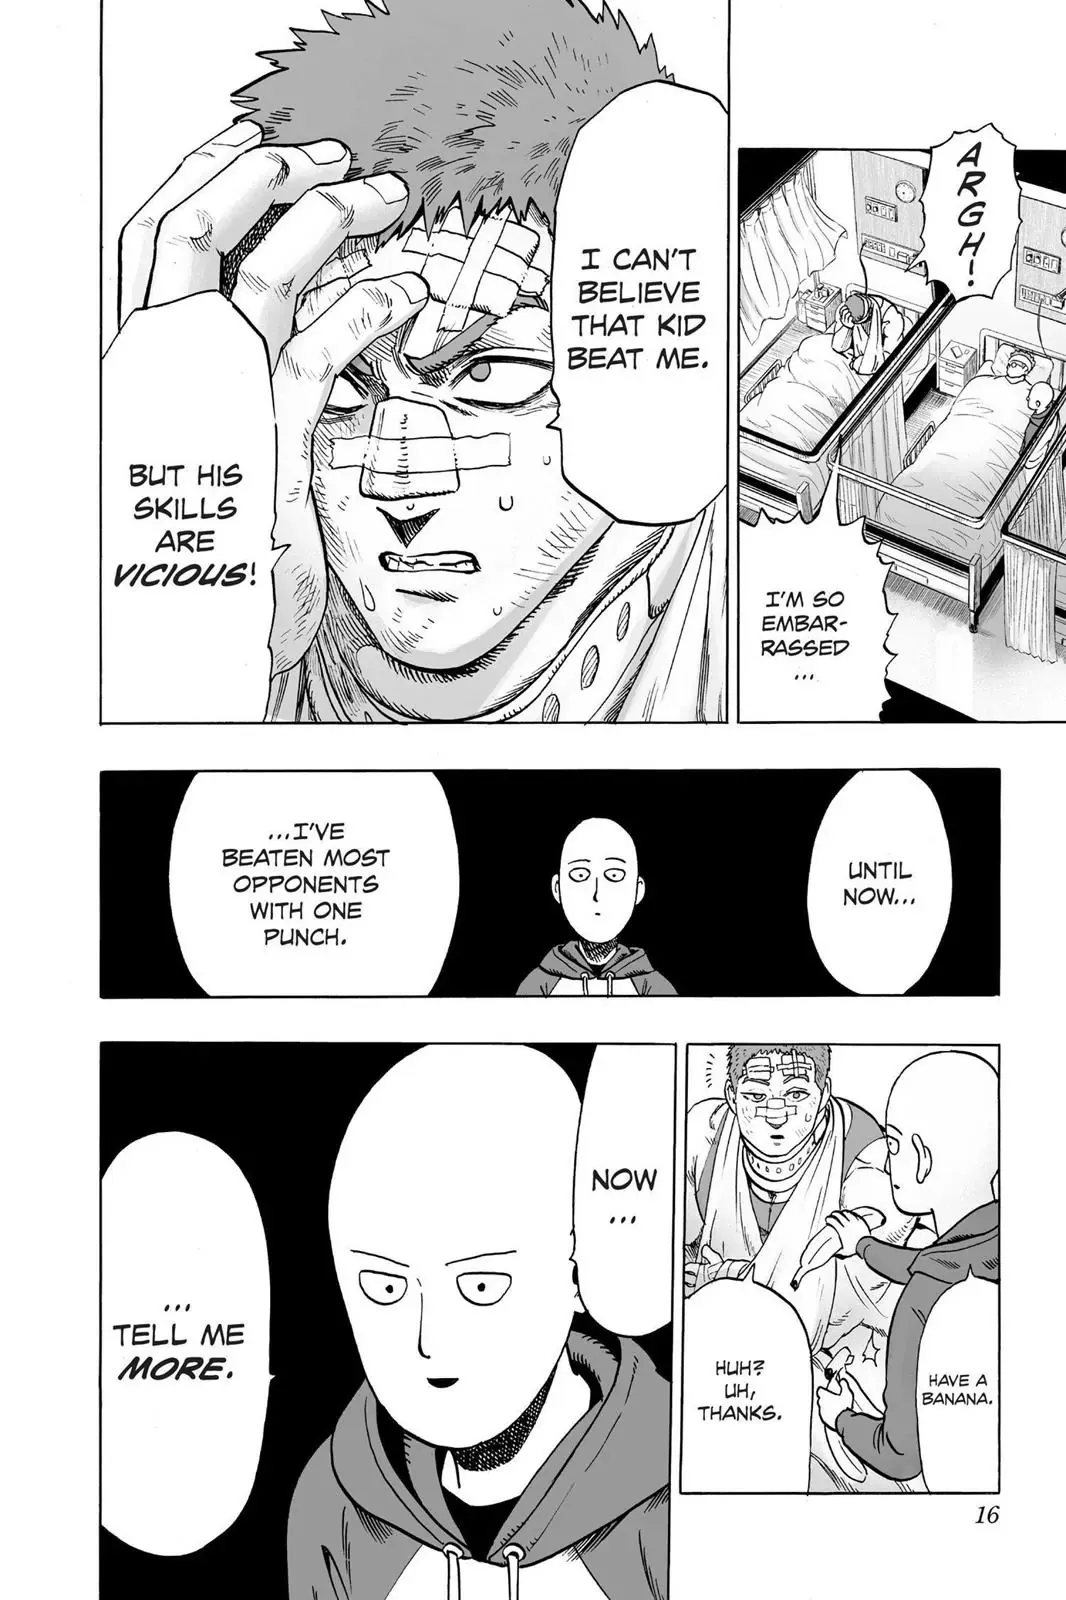 ARGH!
I'M SO
EMBAR-
RASSED
...
I CAN'T
BELIEVE
THAT KID
BEAT ME.
BUT HIS
SKILLS
ARE
VICIOUS!
UNTIL
NOW...
...I'VE
BEATEN MOST
OPPONENTS
WITH ONE
PUNCH.
HAVE A
BANANA.
HUH?
UH,
THANKS.
NOW
...
...
TELL ME
MORE.
16